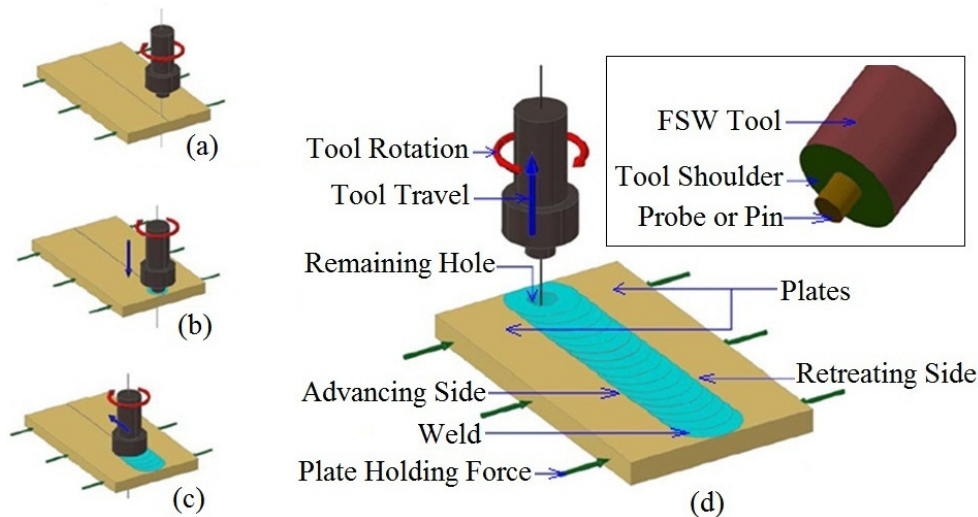 (a)
(b)
(c)
Tool Rotation
Tool Travel
Remaining Hole
Advancing Side
Weld
Plate Holding Force
FSW Tool
Tool Shoulder
Probe or Pin
Plates
Retreating Side
(d)